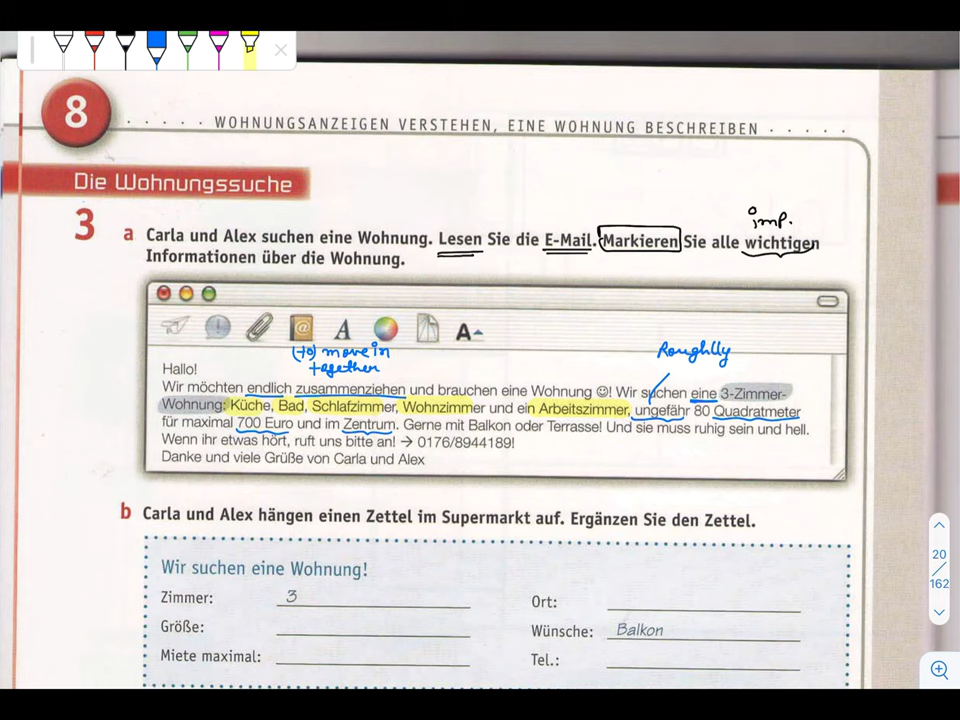 8
WOHNUNGSANZEIGEN VERSTEHEN, EINE WOHNUNG BESCHREIBEN
Die Wohnungssuche
imp.
3 a Carla und Alex suchen eine Wohnung. Lesen Sie die E-Mail. Markieren Sie alle wichtigen
Informationen über die Wohnung.
A
A
(to) move in
together
Roughlly
Hallo!
Wir möchten endlich zusammenziehen und brauchen eine Wohnung ☺! Wir suchen eine 3-Zimmer-
Wohnung: Küche, Bad, Schlafzimmer, Wohnzimmer und ein Arbeitszimmer, ungefähr 80 Quadratmeter
für maximal 700 Euro und im Zentrum. Gerne mit Balkon oder Terrasse! Und sie muss ruhig sein und hell.
Wenn ihr etwas hört, ruft uns bitte an! → 0176/8944189!
Danke und viele Grüße von Carla und Alex
b Carla und Alex hängen einen Zettel im Supermarkt auf. Ergänzen Sie den Zettel.
Wir suchen eine Wohnung!
Zimmer: 3
Ort:
Größe:
Wünsche: Balkon
Miete maximal:
Tel.:
20
162